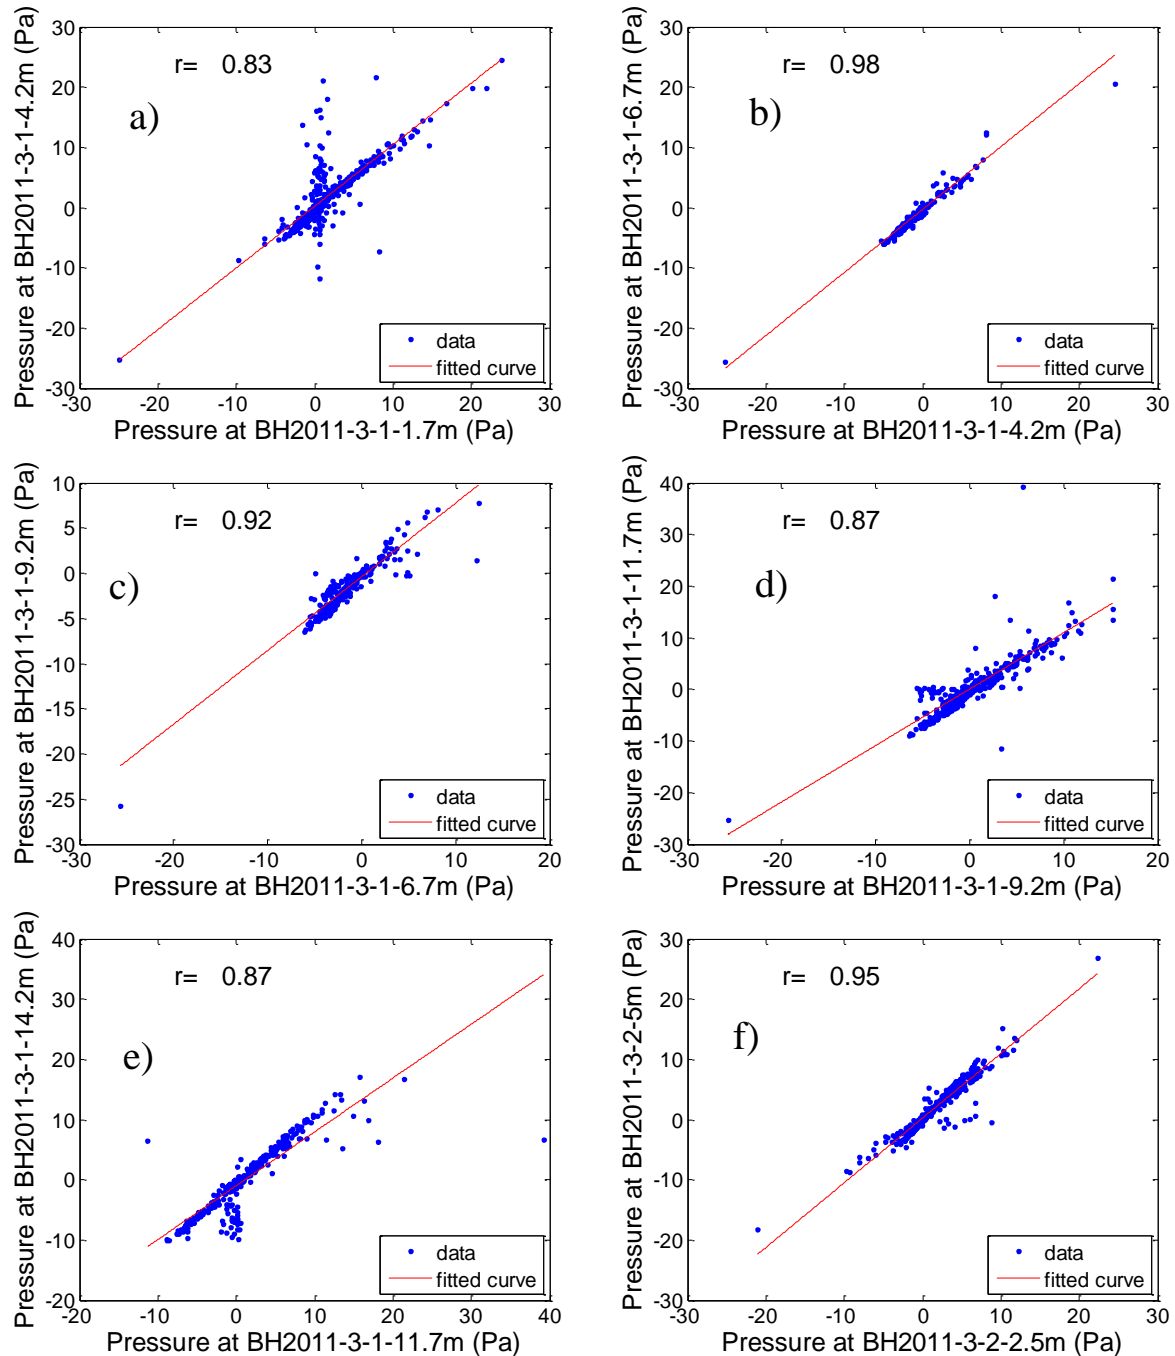 Pressure at BH2011-3-1-4.2m (Pa)
30
20
10
0
-10
-20
-30
r= 0.83
a)
data
fitted curve
-30 -20 -10 0 10 20 30
Pressure at BH2011-3-1-1.7m (Pa)
Pressure at BH2011-3-1-6.7m (Pa)
30
20
10
0
-10
-20
-30
r= 0.98
b)
data
fitted curve
-30 -20 -10 0 10 20 30
Pressure at BH2011-3-1-4.2m (Pa)
Pressure at BH2011-3-1-9.2m (Pa)
10
5
0
-5
-10
-15
-20
-25
-30
r= 0.92
c)
data
fitted curve
-30 -20 -10 0 10 20
Pressure at BH2011-3-1-6.7m (Pa)
Pressure at BH2011-3-1-11.7m (Pa)
40
30
20
10
0
-10
-20
-30
r= 0.87
d)
data
fitted curve
-30 -20 -10 0 10 20
Pressure at BH2011-3-1-9.2m (Pa)
Pressure at BH2011-3-1-14.2m (Pa)
40
30
20
10
0
-10
-20
r= 0.87
e)
data
fitted curve
-20 -10 0 10 20 30 40
Pressure at BH2011-3-1-11.7m (Pa)
Pressure at BH2011-3-2-5m (Pa)
30
20
10
0
-10
-20
-30
r= 0.95
f)
data
fitted curve
-30 -20 -10 0 10 20 30
Pressure at BH2011-3-2-2.5m (Pa)